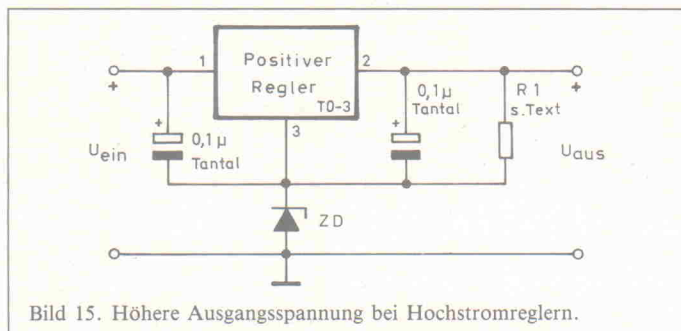 Positiver
Regler
TO-3
1
2
3
+
+
+
+
0,1µ
Tantal
0,1µ
Tantal
R 1
s.Text
Uein
Uaus
ZD
Bild 15. Höhere Ausgangsspannung bei Hochstromreglern.